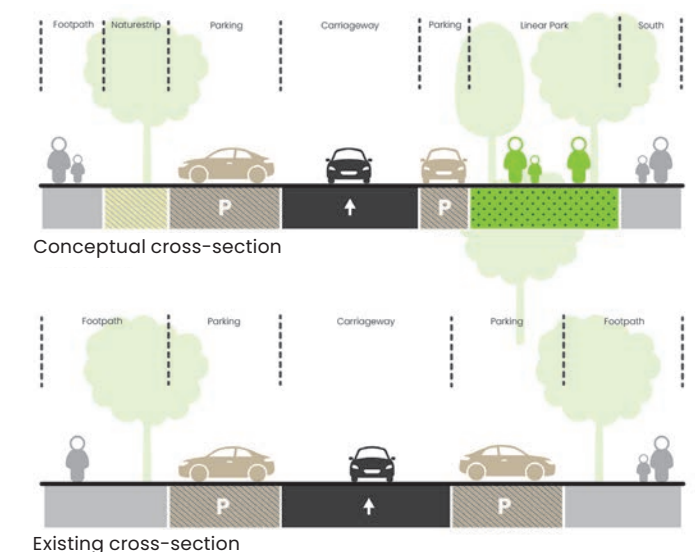 Footpath Naturestrip Parking Carriageway Parking Linear Park South
P P
Conceptual cross-section
Footpath Parking Carriageway Parking Footpath
P P
Existing cross-section